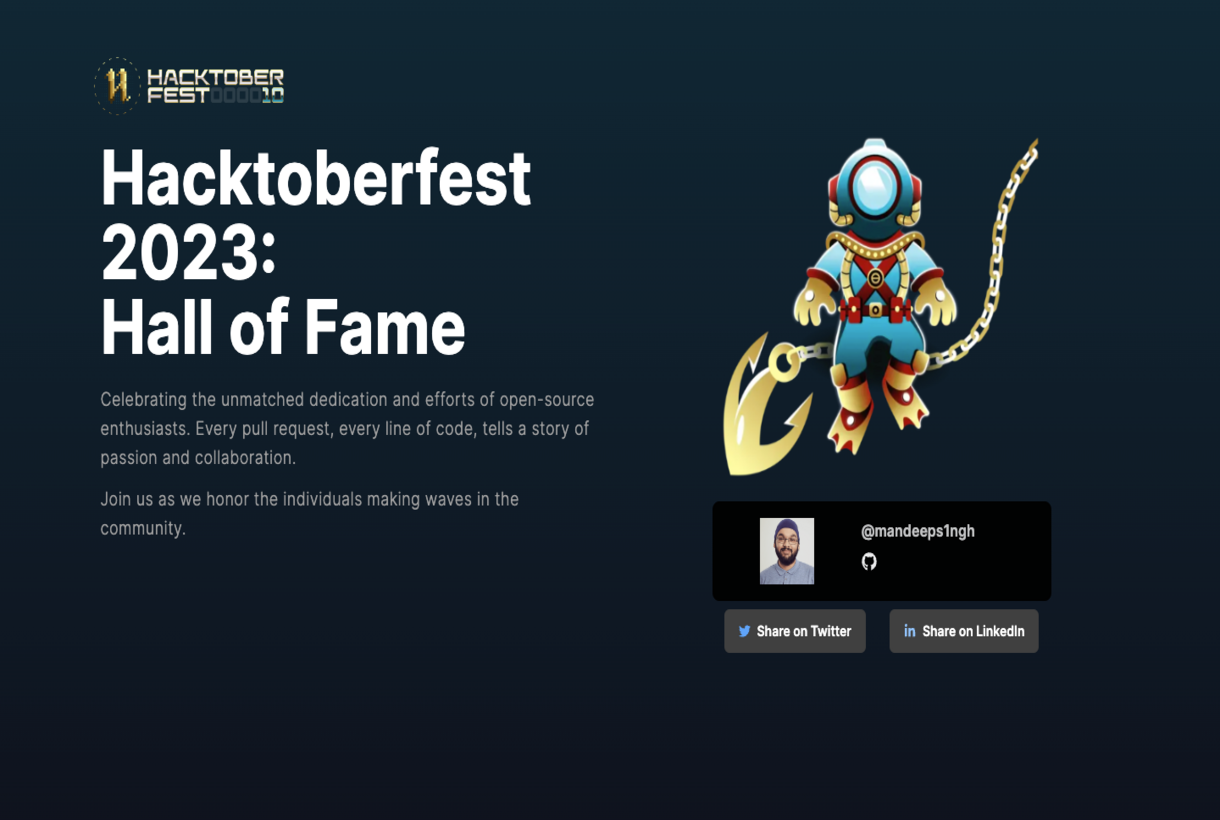 HACKTOBER
FEST000010
Hacktoberfest
2023:
Hall of Fame
Celebrating the unmatched dedication and efforts of open-source
enthusiasts. Every pull request, every line of code, tells a story of
passion and collaboration.
Join us as we honor the individuals making waves in the
community.
@mandeeps1ngh
Share on Twitter
Share on LinkedIn